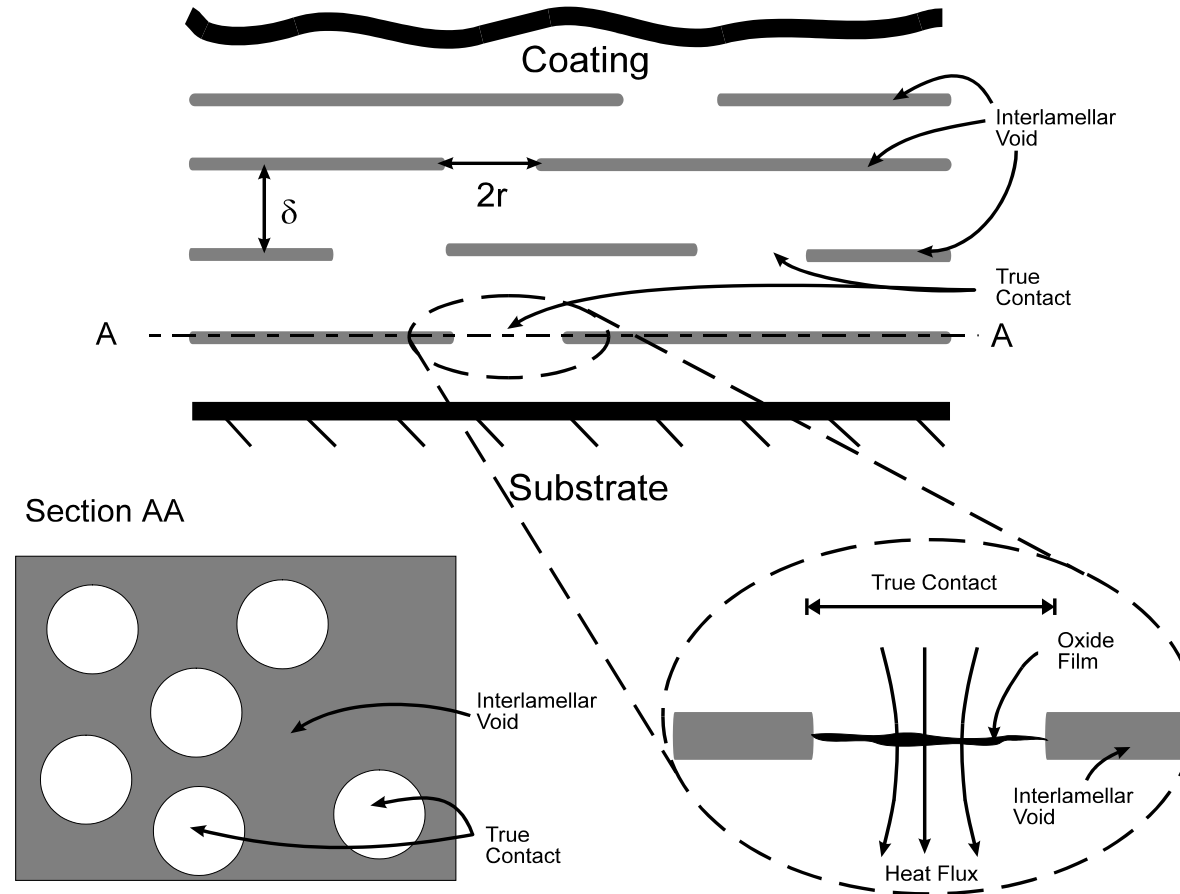 Coating
Interlamellar
Void
2r
δ
True
Contact
A
A
Substrate
Section AA
True Contact
Oxide
Film
Interlamellar
Void
Interlamellar
Void
True
Contact
Heat Flux